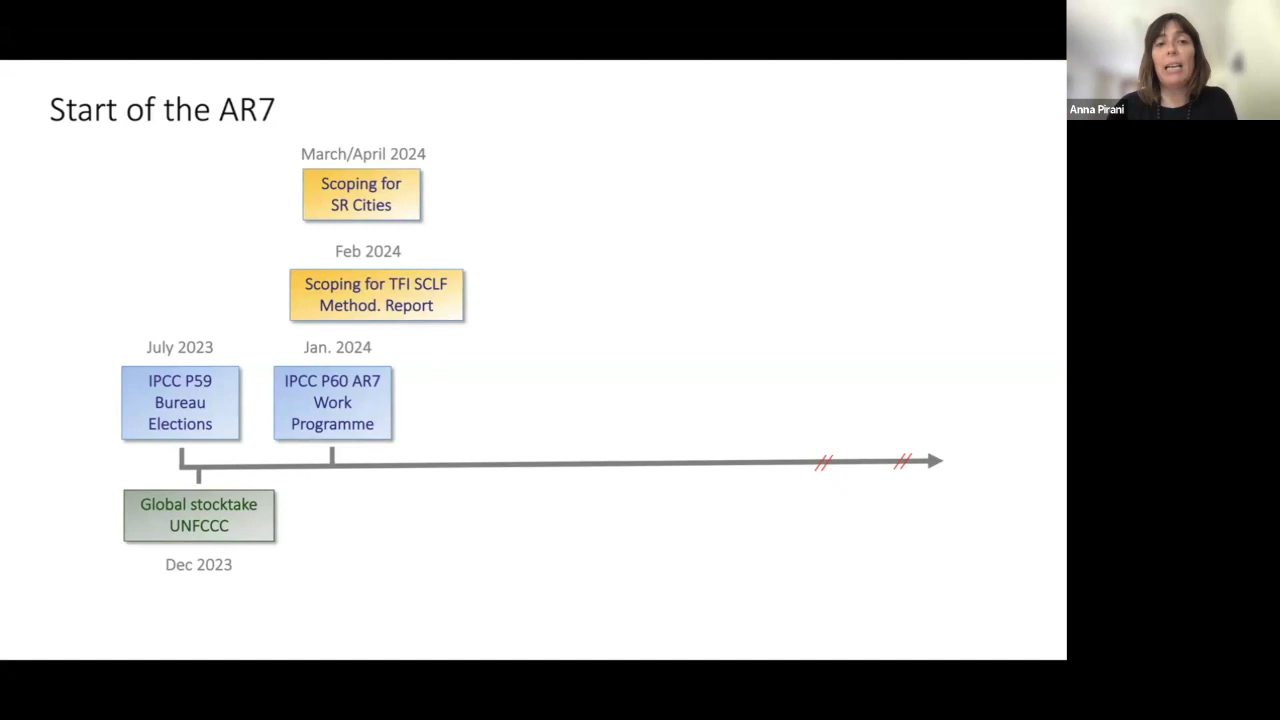 Start of the AR7
Anna Pirani
March/April 2024
Scoping for
SR Cities
Feb 2024
Scoping for TFI SCLF
Method. Report
July 2023
IPCC P59
Bureau
Elections
Jan. 2024
IPCC P60 AR7
Work
Programme
Global stocktake
UNFCCC
Dec 2023